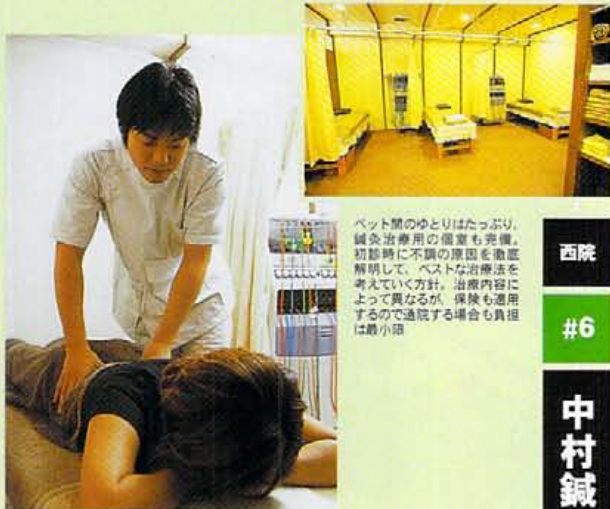 ベット間のゆとりはたっぷり。
鍼灸治療用の個室も完備。
初診時に不調の原因を徹底
解明して、ベストな治療法を
考えていく方針。治療内容に
よって異なるが、保険も適用
するので通院する場合も負担
は最小限
西院
#6
中村鍼